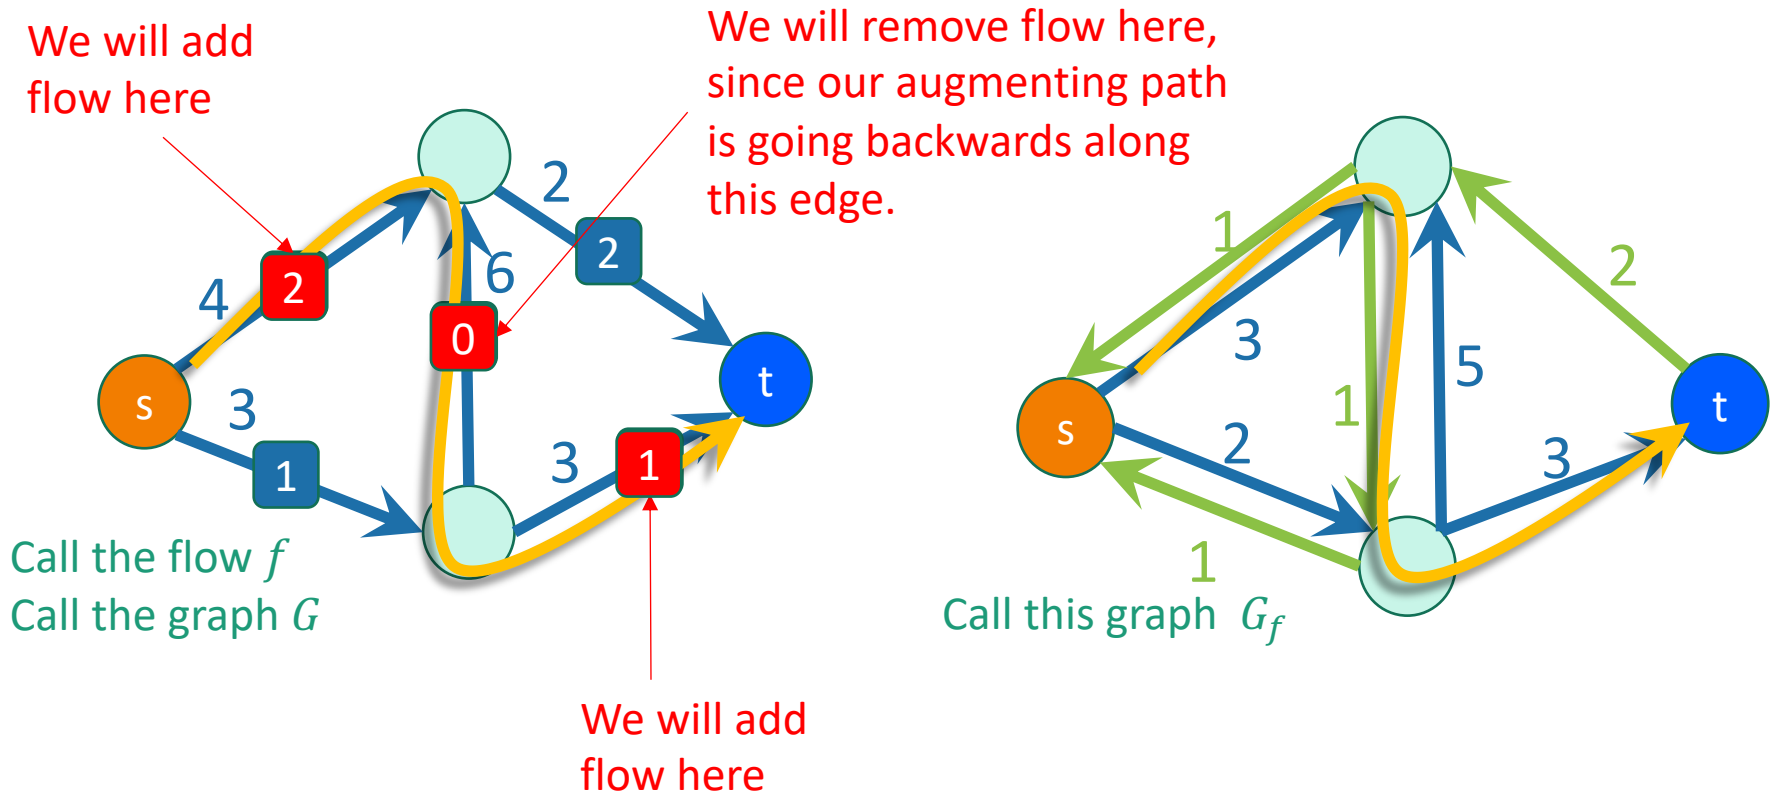 We will add
flow here
We will remove flow here,
since our augmenting path
is going backwards along
this edge.
2
2
6
4
2
0
s
t
3
1
3
1
Call the flow f
Call the graph G
We will add
flow here
1
2
3
5
1
s
t
2
3
1
Call this graph G_f